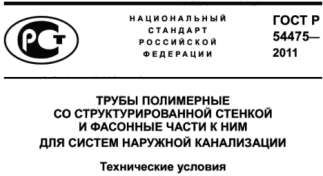 РСТ
НАЦИОНАЛЬНЫЙ
СТАНДАРТ
РОССИЙСКОЙ
ФЕДЕРАЦИИ
ГОСТ Р
54475—
2011
ТРУБЫ ПОЛИМЕРНЫЕ
СО СТРУКТУРИРОВАННОЙ СТЕНКОЙ
И ФАСОННЫЕ ЧАСТИ К НИМ
ДЛЯ СИСТЕМ НАРУЖНОЙ КАНАЛИЗАЦИИ
Технические условия